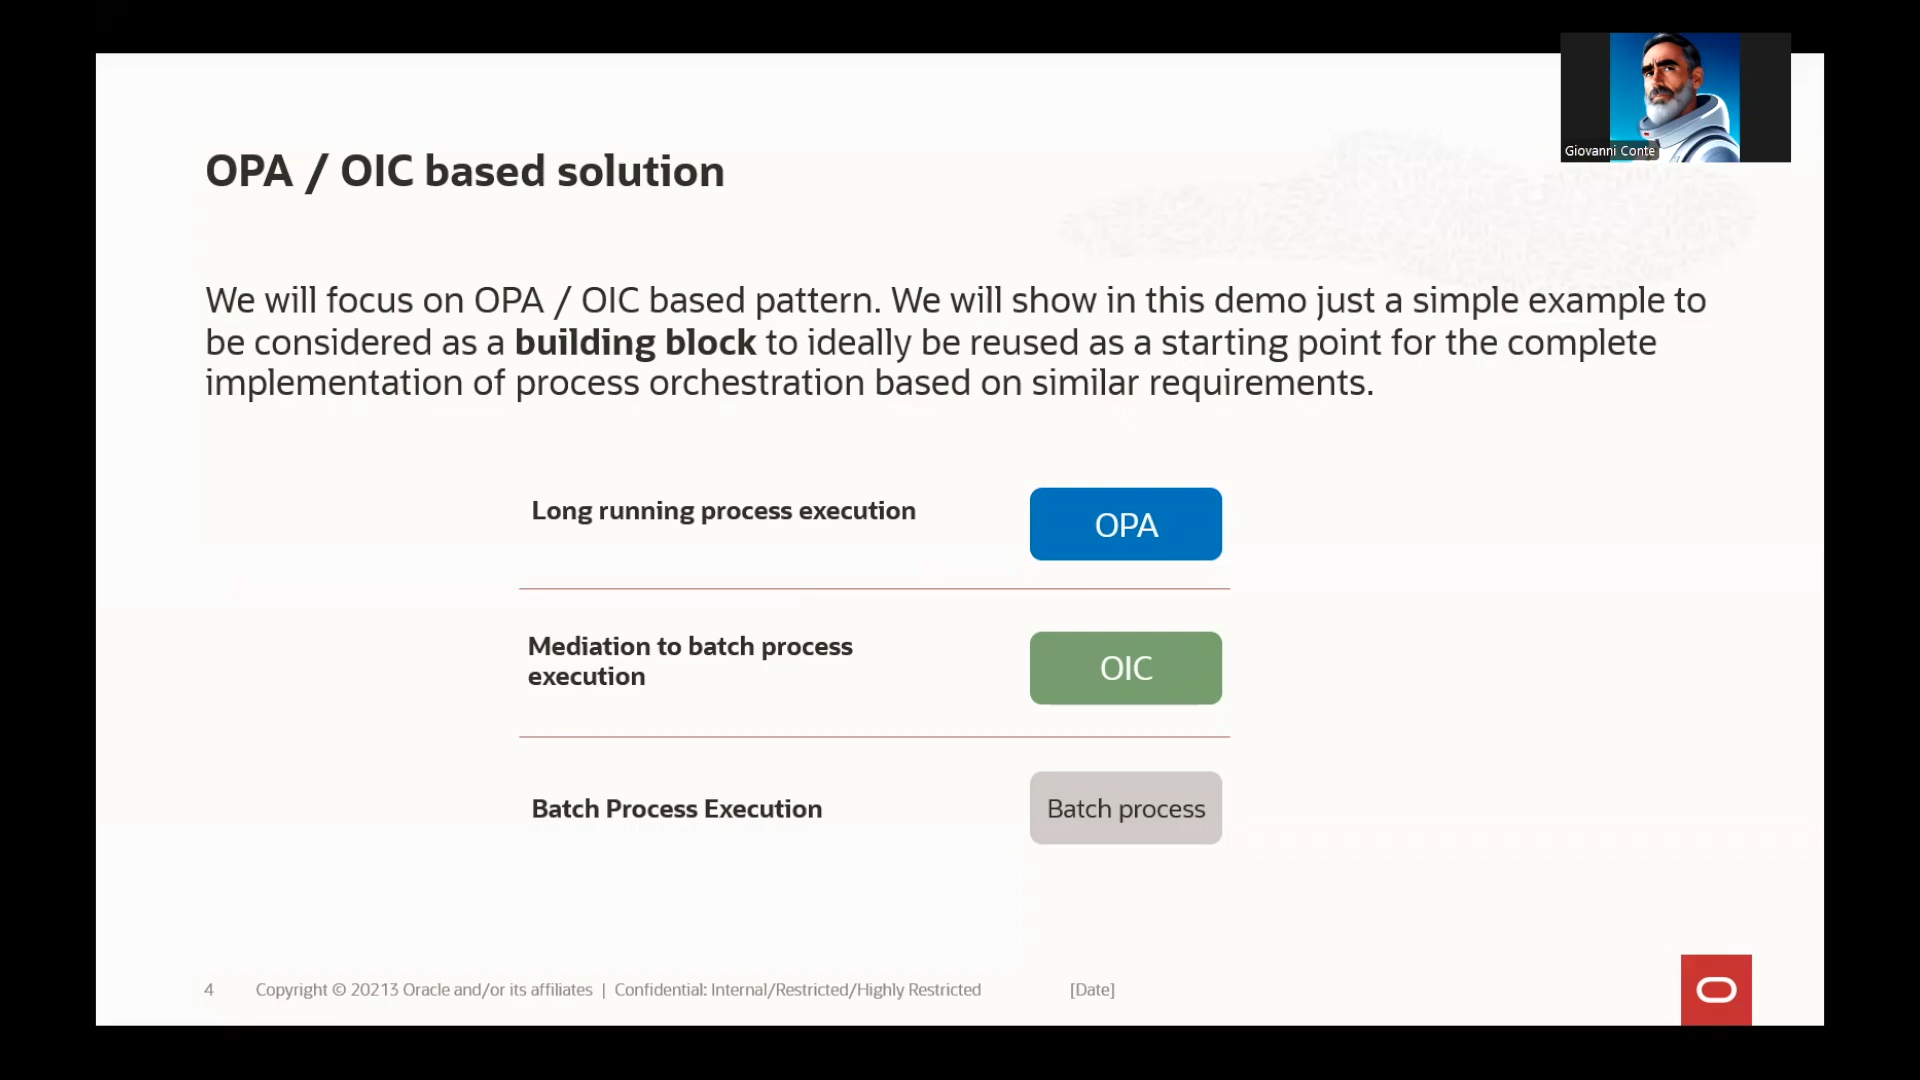 Giovanni Conte
OPA / OIC based solution
We will focus on OPA / OIC based pattern. We will show in this demo just a simple example to
be considered as a building block to ideally be reused as a starting point for the complete
implementation of process orchestration based on similar requirements.
Long running process execution
OPA
Mediation to batch process
execution
OIC
Batch Process Execution
Batch process
4 Copyright © 20213 Oracle and/or its affiliates | Confidential: Internal/Restricted/Highly Restricted [Date]